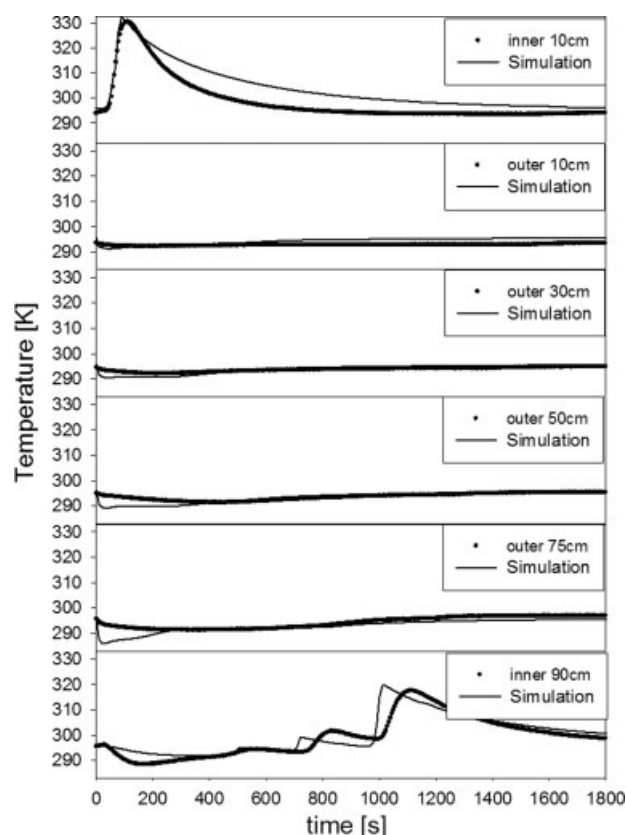 330
320
310
300
290
inner 10cm
Simulation
330
320
310
300
290
outer 10cm
Simulation
330
320
310
300
290
outer 30cm
Simulation
330
320
310
300
290
outer 50cm
Simulation
330
320
310
300
290
outer 75cm
Simulation
330
320
310
300
290
inner 90cm
Simulation
Temperature [K]
0 200 400 600 800 1000 1200 1400 1600 1800
time [s]